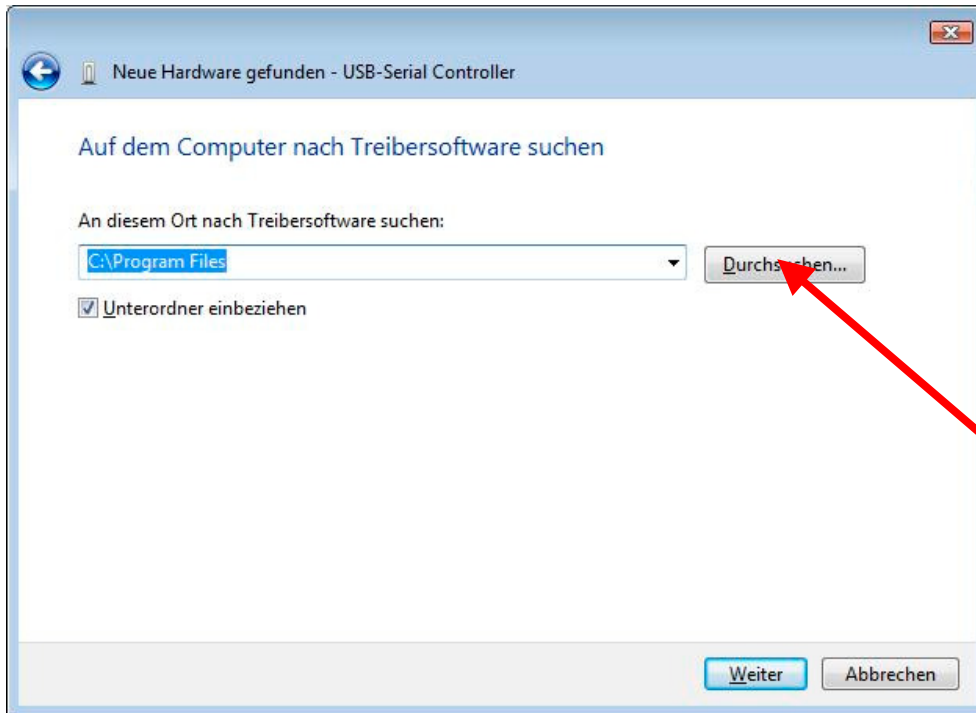 Neue Hardware gefunden - USB-Serial Controller
Auf dem Computer nach Treibersoftware suchen
An diesem Ort nach Treibersoftware suchen:
C:\Program Files
Durchsuchen...
Unterordner einbeziehen
Weiter Abbrechen